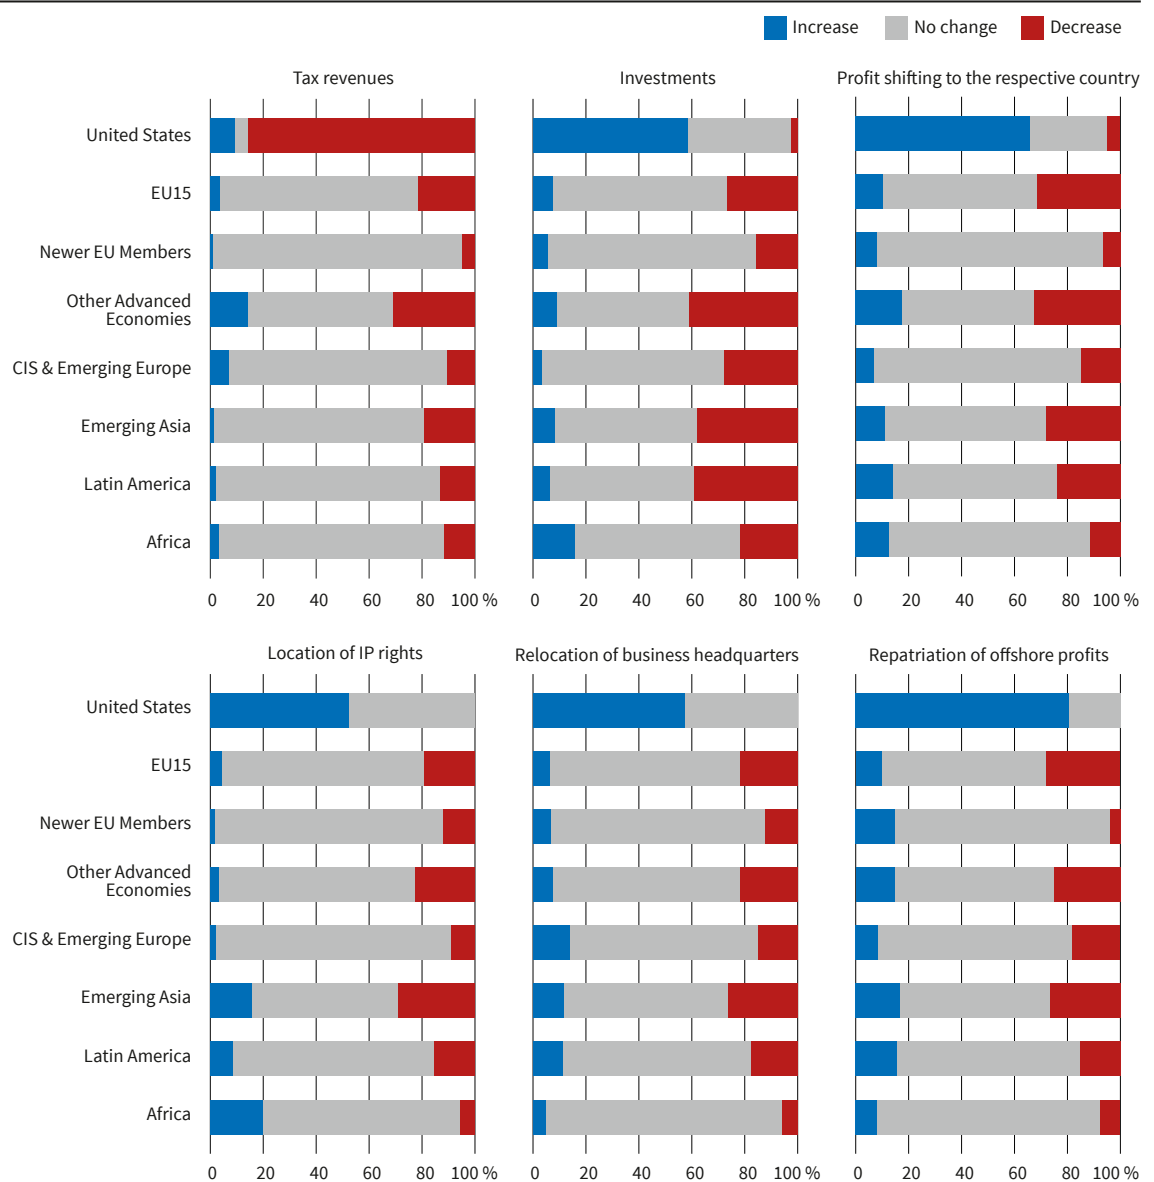 Increase No change Decrease
Tax revenues Investments Profit shifting to the respective country
United States
EU15
Newer EU Members
Other Advanced
Economies
CIS & Emerging Europe
Emerging Asia
Latin America
Africa
0 20 40 60 80 100 % 0 20 40 60 80 100 % 0 20 40 60 80 100 %
Location of IP rights Relocation of business headquarters Repatriation of offshore profits
United States
EU15
Newer EU Members
Other Advanced
Economies
CIS & Emerging Europe
Emerging Asia
Latin America
Africa
0 20 40 60 80 100 % 0 20 40 60 80 100 % 0 20 40 60 80 100 %